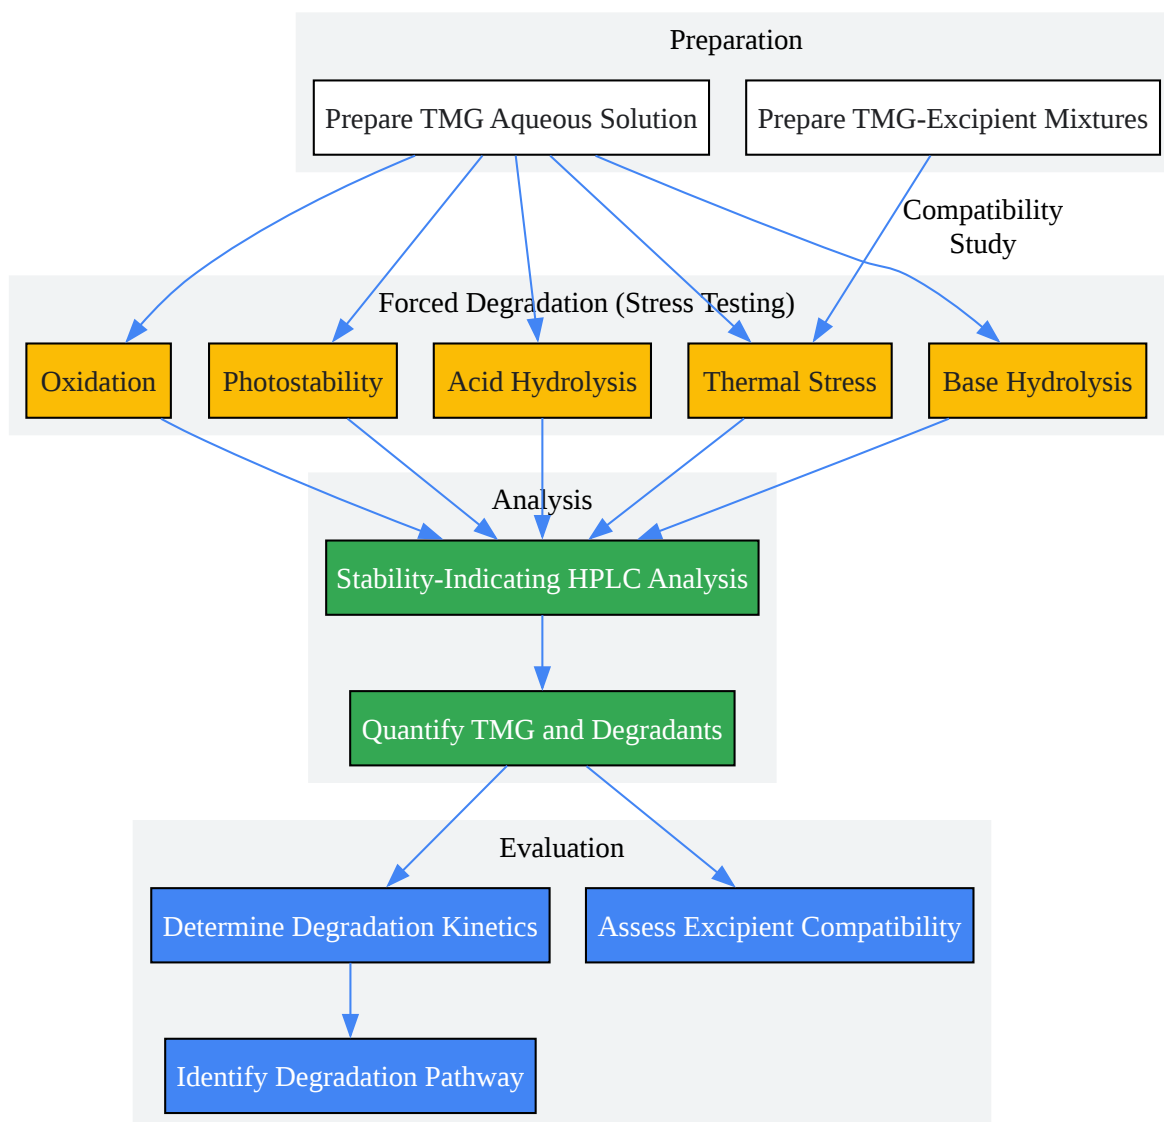 Preparation
Prepare TMG Aqueous Solution
Prepare TMG-Excipient Mixtures
Compatibility
Study
Forced Degradation (Stress Testing)
Oxidation
Photostability
Acid Hydrolysis
Thermal Stress
Base Hydrolysis
Analysis
Stability-Indicating HPLC Analysis
Quantify TMG and Degradants
Evaluation
Determine Degradation Kinetics
Assess Excipient Compatibility
Identify Degradation Pathway